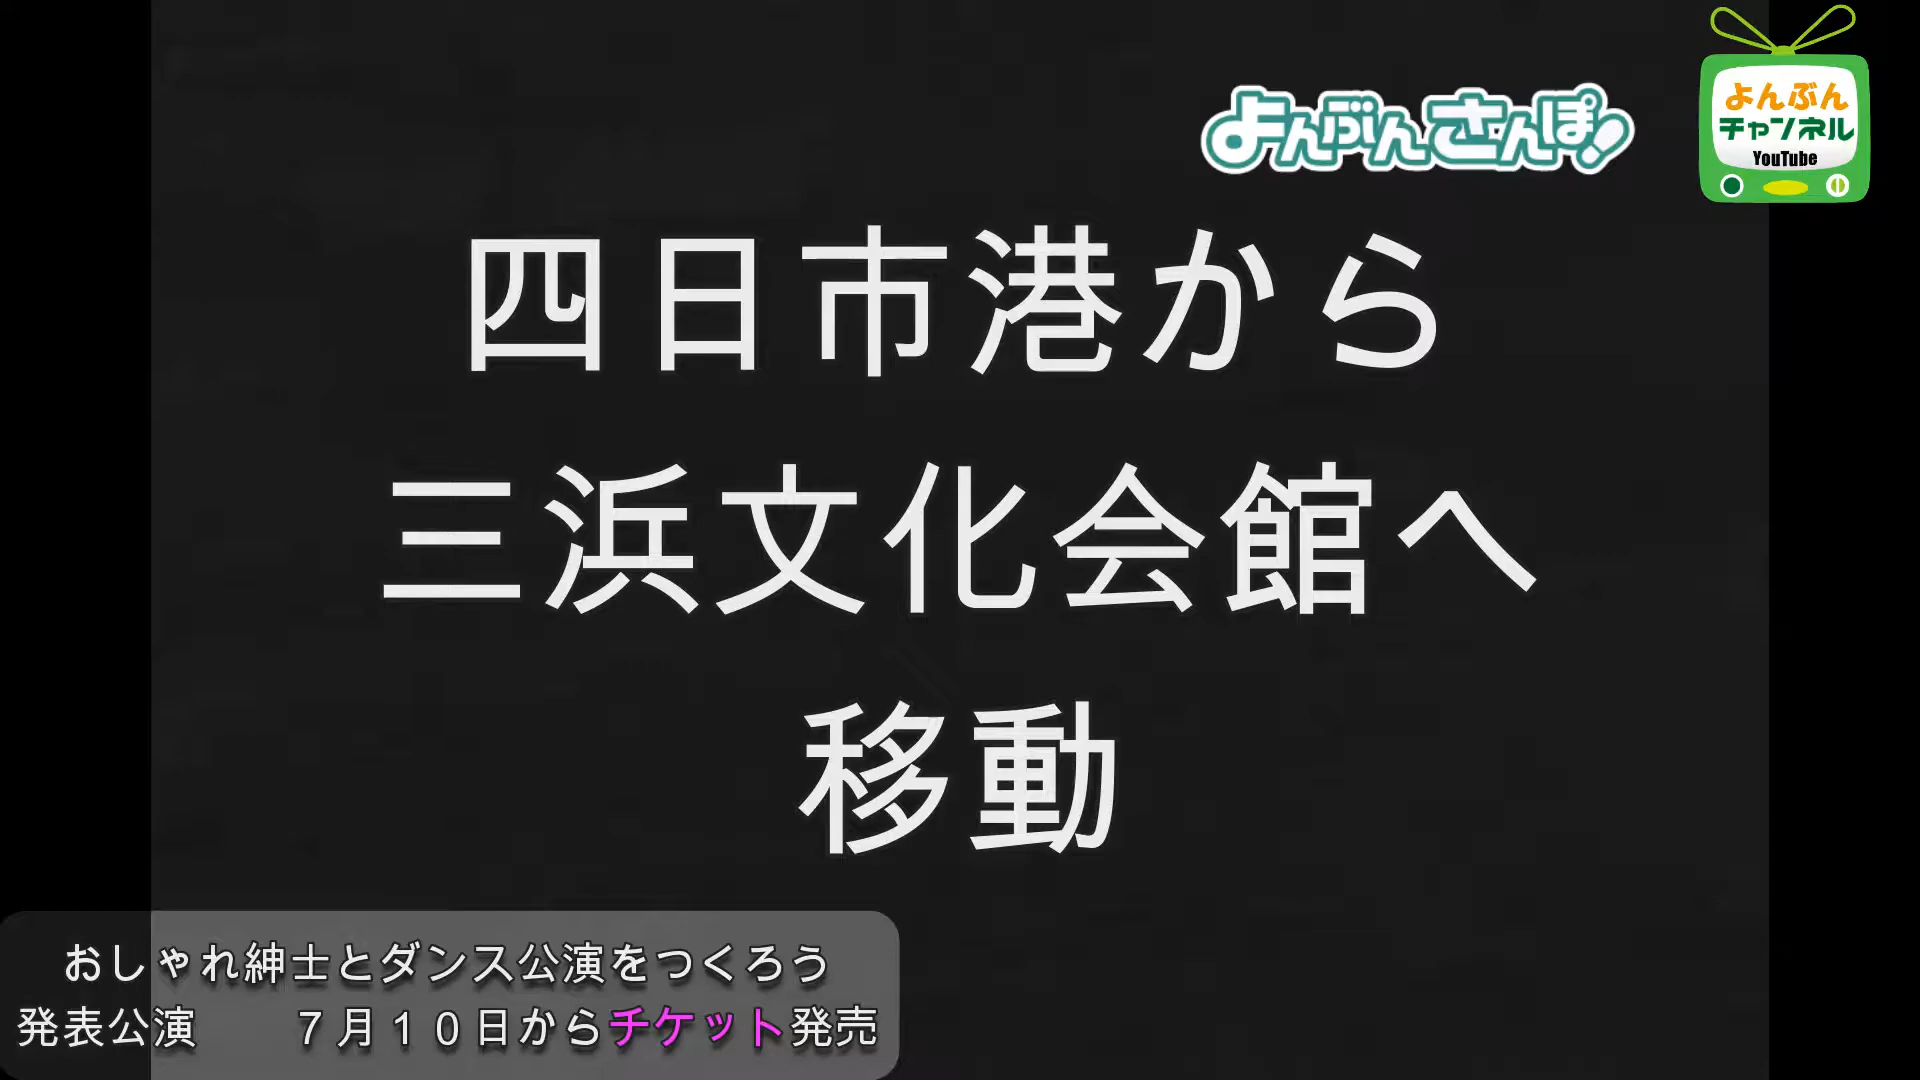 よんぶんさんぽ!
よんぶん
チャンネル
YouTube
四日市港から
三浜文化会館へ
移動
おしゃれ紳士とダンス公演をつくろう
発表公演　　７月１０日からチケット発売